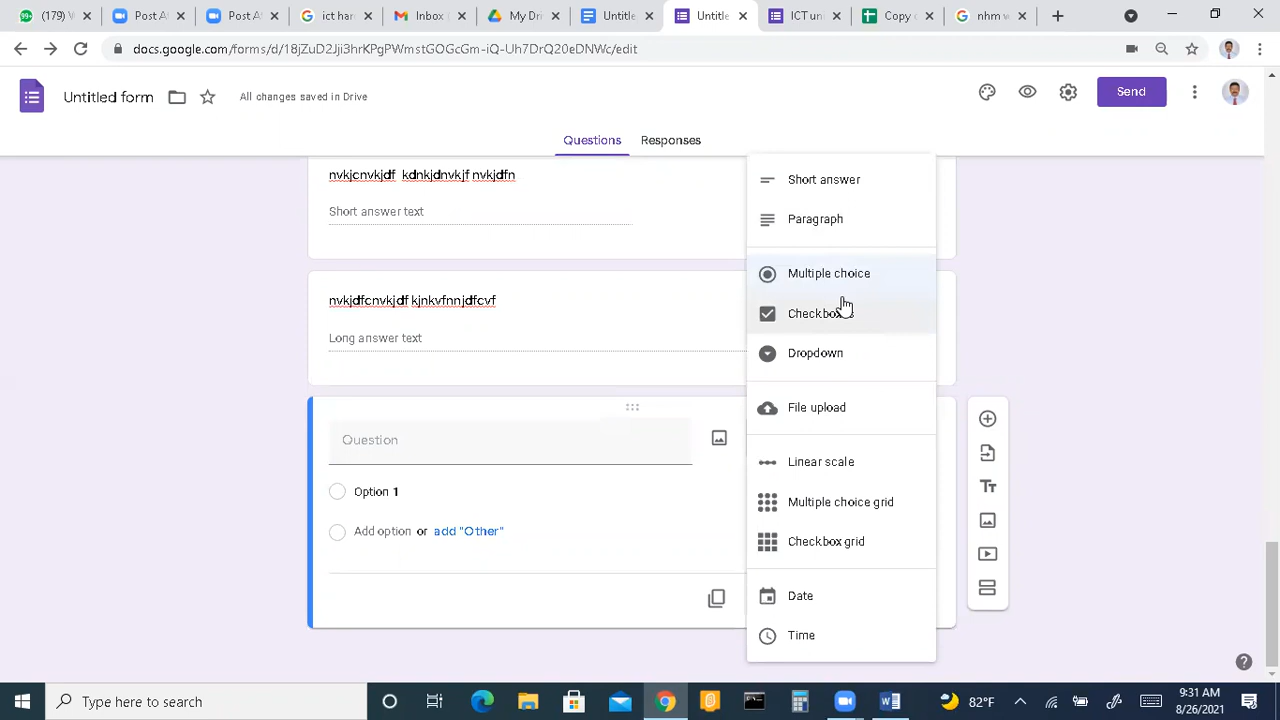 (19+)
Post A
Post A
ict har
Inbox
My Dr
Untitle
Untitle
ICT u
Copy
nhm w
docs.google.com/forms/d/18jZuD2Jji3hrKPgPWmstGOGcGm-iQ-Uh7DrQ20eDNWc/edit
Untitled form
All changes saved in Drive
Send
Questions
Responses
nvkjcnvkjdf kdnkjdnvkjf nvkjdfn
Short answer text
nvkjdfcnvkjdf kjnkvfnnjdfcvf
Long answer text
Question
Option 1
Add option or add "Other"
Short answer
Paragraph
Multiple choice
Checkboxes
Dropdown
File upload
Linear scale
Multiple choice grid
Checkbox grid
Date
Time
Type here to search
82°F
9:31 AM
8/26/2021